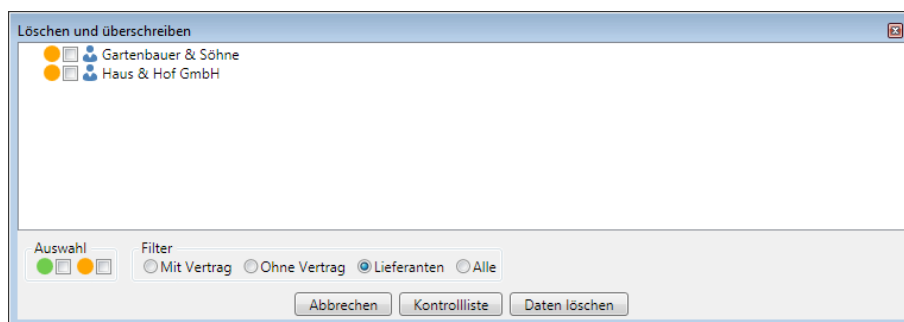 Löschen und überschreiben
Gartenbauer & Söhne
Haus & Hof GmbH
Auswahl
Filter
Mit Vertrag Ohne Vertrag Lieferanten Alle
Abbrechen Kontrollliste Daten löschen